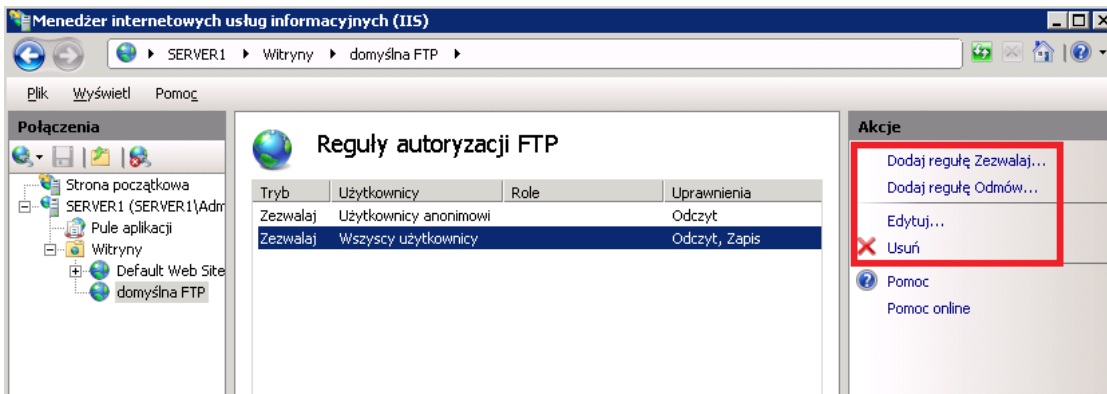 Menedżer internetowych usług informacyjnych (IIS)
SERVER1 Witryny domyślna FTP
Plik Wyświetl Pomoc
Połączenia
Strona początkowa
SERVER1 (SERVER1\Adm
Pule aplikacji
Witryny
Default Web Site
domyślna FTP
Reguły autoryzacji FTP
Tryb Użytkownicy Role Uprawnienia
Zezwalaj Użytkownicy anonimowi Odczyt
Zezwalaj Wszyscy użytkownicy Odczyt, Zapis
Akcje
Dodaj regułę Zezwalaj...
Dodaj regułę Odmów...
Edytuj...
Usuń
Pomoc
Pomoc online